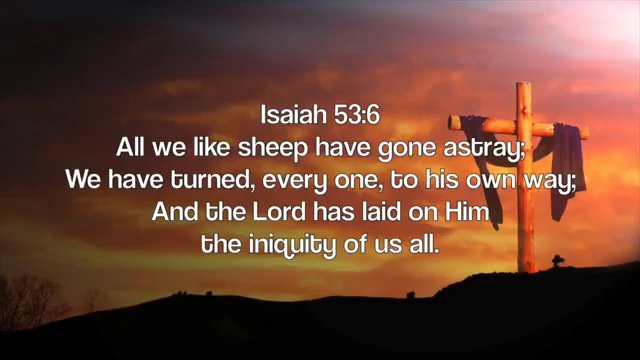 Isaiah 53:6
All we like sheep have gone astray;
We have turned, every one, to his own way;
And the Lord has laid on Him
the iniquity of us all.